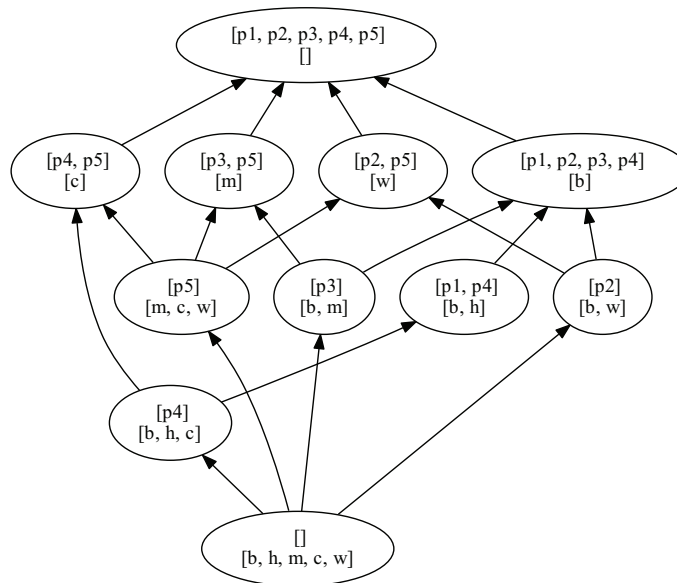 [p1, p2, p3, p4, p5]
[]
[p4, p5]
[c]
[p3, p5]
[m]
[p2, p5]
[w]
[p1, p2, p3, p4]
[b]
[p5]
[m, c, w]
[p3]
[b, m]
[p1, p4]
[b, h]
[p2]
[b, w]
[p4]
[b, h, c]
[]
[b, h, m, c, w]